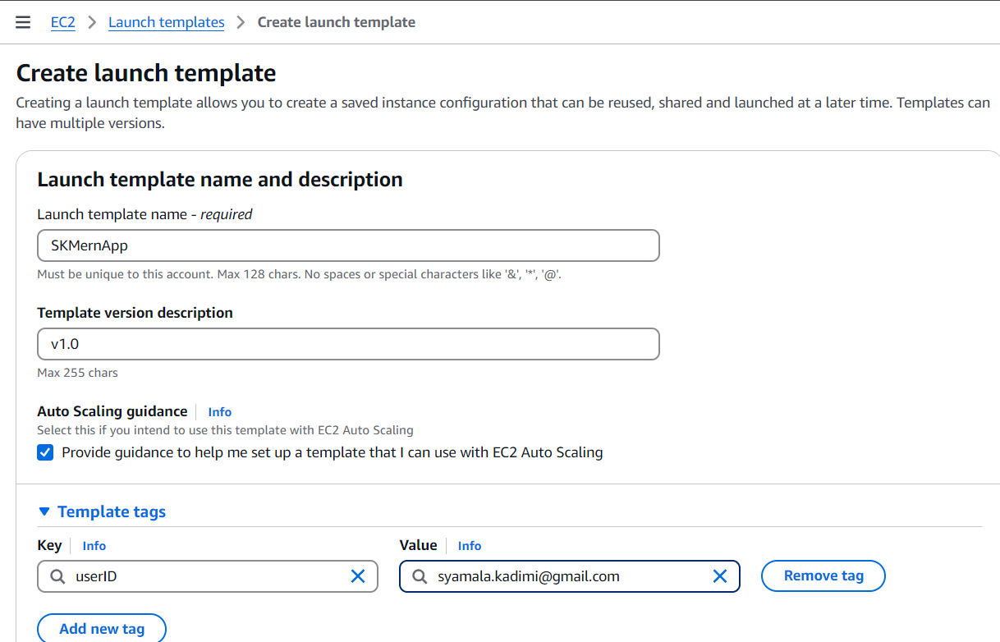 EC2 > Launch templates > Create launch template
Create launch template
Creating a launch template allows you to create a saved instance configuration that can be reused, shared and launched at a later time. Templates can
have multiple versions.
Launch template name and description
Launch template name - required
SKMernApp
Must be unique to this account. Max 128 chars. No spaces or special characters like '&', '*', '@'.
Template version description
v1.0
Max 255 chars
Auto Scaling guidance Info
Select this if you intend to use this template with EC2 Auto Scaling
Provide guidance to help me set up a template that I can use with EC2 Auto Scaling
Template tags
Key Info Value Info
userID syamala.kadimi@gmail.com Remove tag
Add new tag